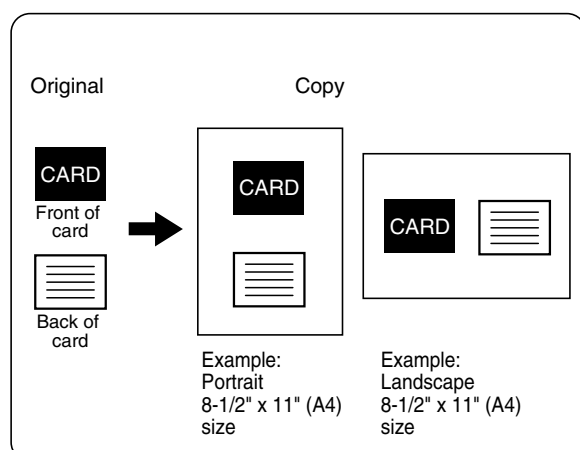 Original
Copy
CARD
Front of
card
Back of
card
CARD
CARD
Example:
Portrait
8-1/2" x 11" (A4)
size
Example:
Landscape
8-1/2" x 11" (A4)
size